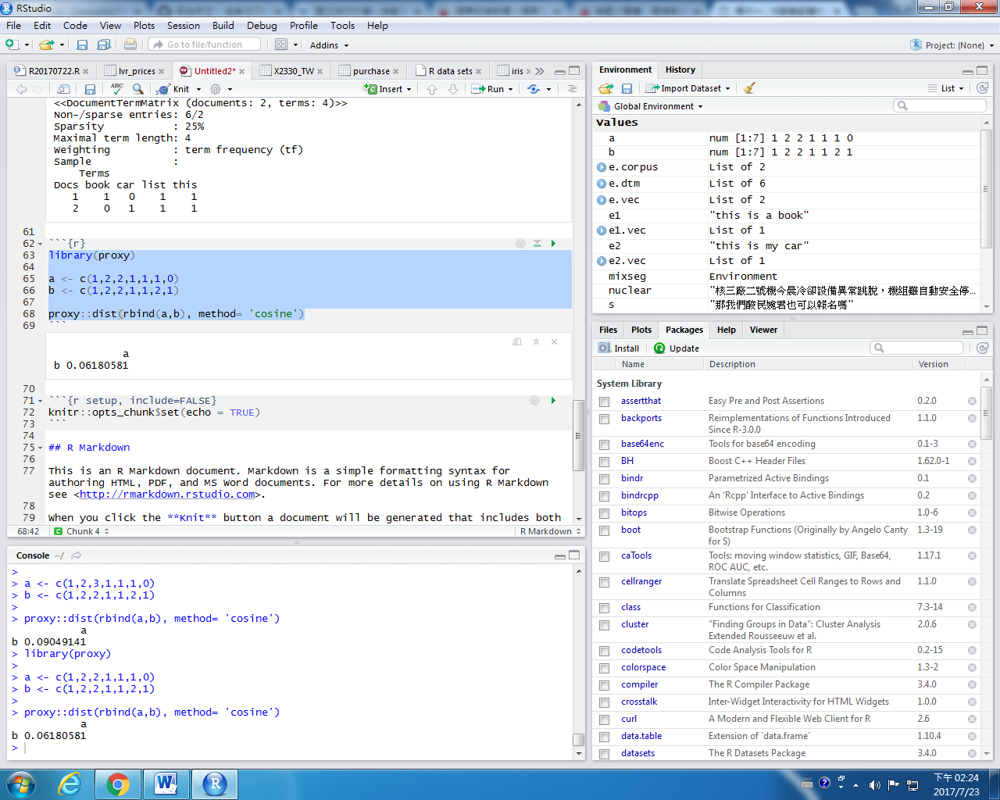 RStudio
File Edit Code View Plots Session Build Debug Profile Tools Help
Go to file/function Addins Project: (None)
R20170722.R lvr_prices Untitled2* X2330_TW purchase R data sets iris
ABC Knit Insert Run
<<DocumentTermMatrix (documents: 2, terms: 4)>>
Non-/sparse entries: 6/2
Sparsity : 25%
Maximal term length: 4
Weighting : term frequency (tf)
Sample :
Terms
Docs book car list this
1 1 0 1 1
2 0 1 1 1
61
62 ```{r}
63 library(proxy)
64
65 a <- c(1,2,2,1,1,1,0)
66 b <- c(1,2,2,1,1,2,1)
67
68 proxy::dist(rbind(a,b), method= 'cosine')
69 ```
a
b 0.06180581
70
71 ```{r setup, include=FALSE}
72 knitr::opts_chunk$set(echo = TRUE)
73 ```
74
75 ## R Markdown
76
77 This is an R Markdown document. Markdown is a simple formatting syntax for
authoring HTML, PDF, and MS Word documents. For more details on using R Markdown
see <http://rmarkdown.rstudio.com>.
78
79 When you click the **Knit** button a document will be generated that includes both
68:42 Chunk 4 R Markdown
Console ~/
>
> a <- c(1,2,3,1,1,1,0)
> b <- c(1,2,2,1,1,2,1)
>
> proxy::dist(rbind(a,b), method= 'cosine')
a
b 0.09049141
> library(proxy)
>
> a <- c(1,2,2,1,1,1,0)
> b <- c(1,2,2,1,1,2,1)
>
> proxy::dist(rbind(a,b), method= 'cosine')
a
b 0.06180581
>
Environment History
Import Dataset List
Global Environment
Values
a num [1:7] 1 2 2 1 1 1 0
b num [1:7] 1 2 2 1 1 2 1
e.corpus List of 2
e.dtm List of 6
e.vec List of 2
e1 "this is a book"
e1.vec List of 1
e2 "this is my car"
e2.vec List of 1
mixseg Environment
nuclear "核三廠二號機今晨冷卻設備異常跳脫，機組雖自動安全停…
s "那我們酸民婉君也可以報名嗎"
Files Plots Packages Help Viewer
Install Update
Name Description Version
System Library
assertthat Easy Pre and Post Assertions 0.2.0
backports Reimplementations of Functions Introduced 1.1.0
Since R-3.0.0
base64enc Tools for base64 encoding 0.1-3
BH Boost C++ Header Files 1.62.0-1
bindr Parametrized Active Bindings 0.1
bindrcpp An 'Rcpp' Interface to Active Bindings 0.2
bitops Bitwise Operations 1.0-6
boot Bootstrap Functions (Originally by Angelo Canty 1.3-19
for S)
caTools Tools: moving window statistics, GIF, Base64, 1.17.1
ROC AUC, etc.
cellranger Translate Spreadsheet Cell Ranges to Rows and 1.1.0
Columns
class Functions for Classification 7.3-14
cluster "Finding Groups in Data": Cluster Analysis 2.0.6
Extended Rousseeuw et al.
codetools Code Analysis Tools for R 0.2-15
colorspace Color Space Manipulation 1.3-2
compiler The R Compiler Package 3.4.0
crosstalk Inter-Widget Interactivity for HTML Widgets 1.0.0
curl A Modern and Flexible Web Client for R 2.6
data.table Extension of `data.frame` 1.10.4
datasets The R Datasets Package 3.4.0
下午 02:24
2017/7/23